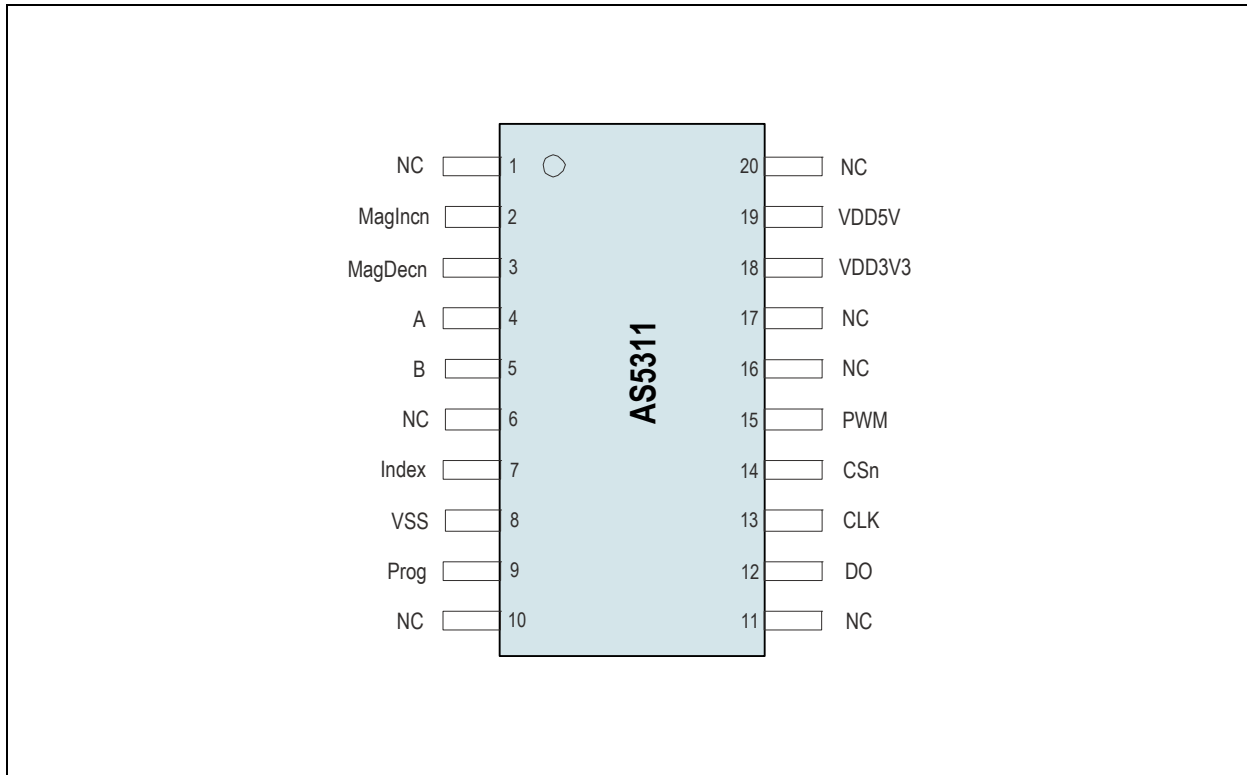 NC 1 20 NC
MagIncn 2 19 VDD5V
MagDecn 3 18 VDD3V3
A 4 17 NC
B 5 16 NC
NC 6 15 PWM
Index 7 14 CSn
VSS 8 13 CLK
Prog 9 12 DO
NC 10 11 NC
AS5311